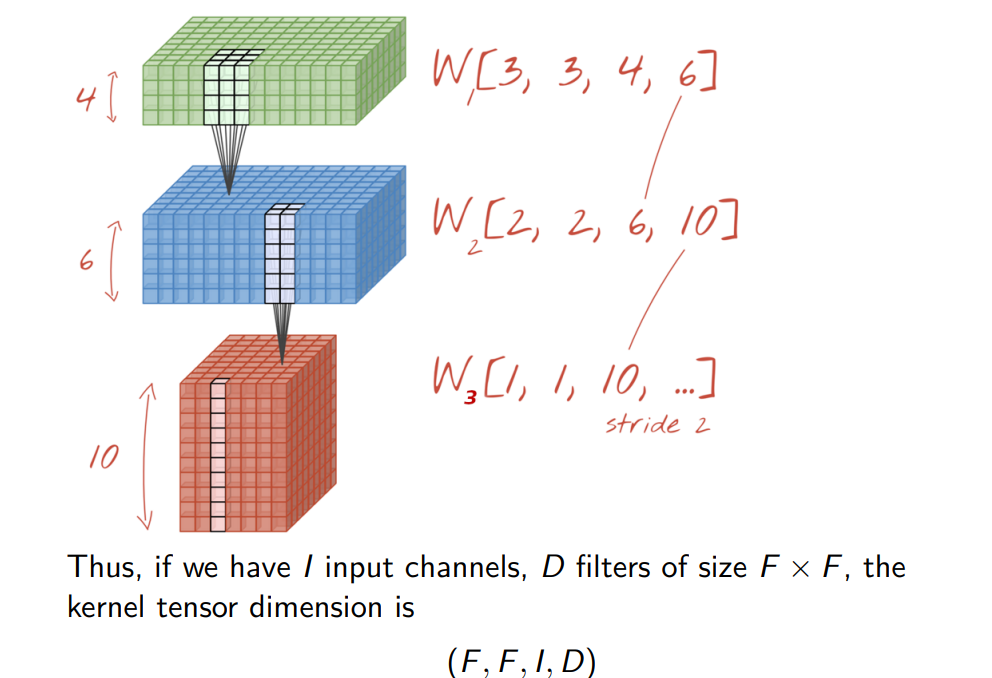 4
W₁[3, 3, 4, 6]
6
W₂[2, 2, 6, 10]
10
W₃[1, 1, 10, ...]
stride 2
Thus, if we have I input channels, D filters of size F × F, the
kernel tensor dimension is
(F, F, I, D)